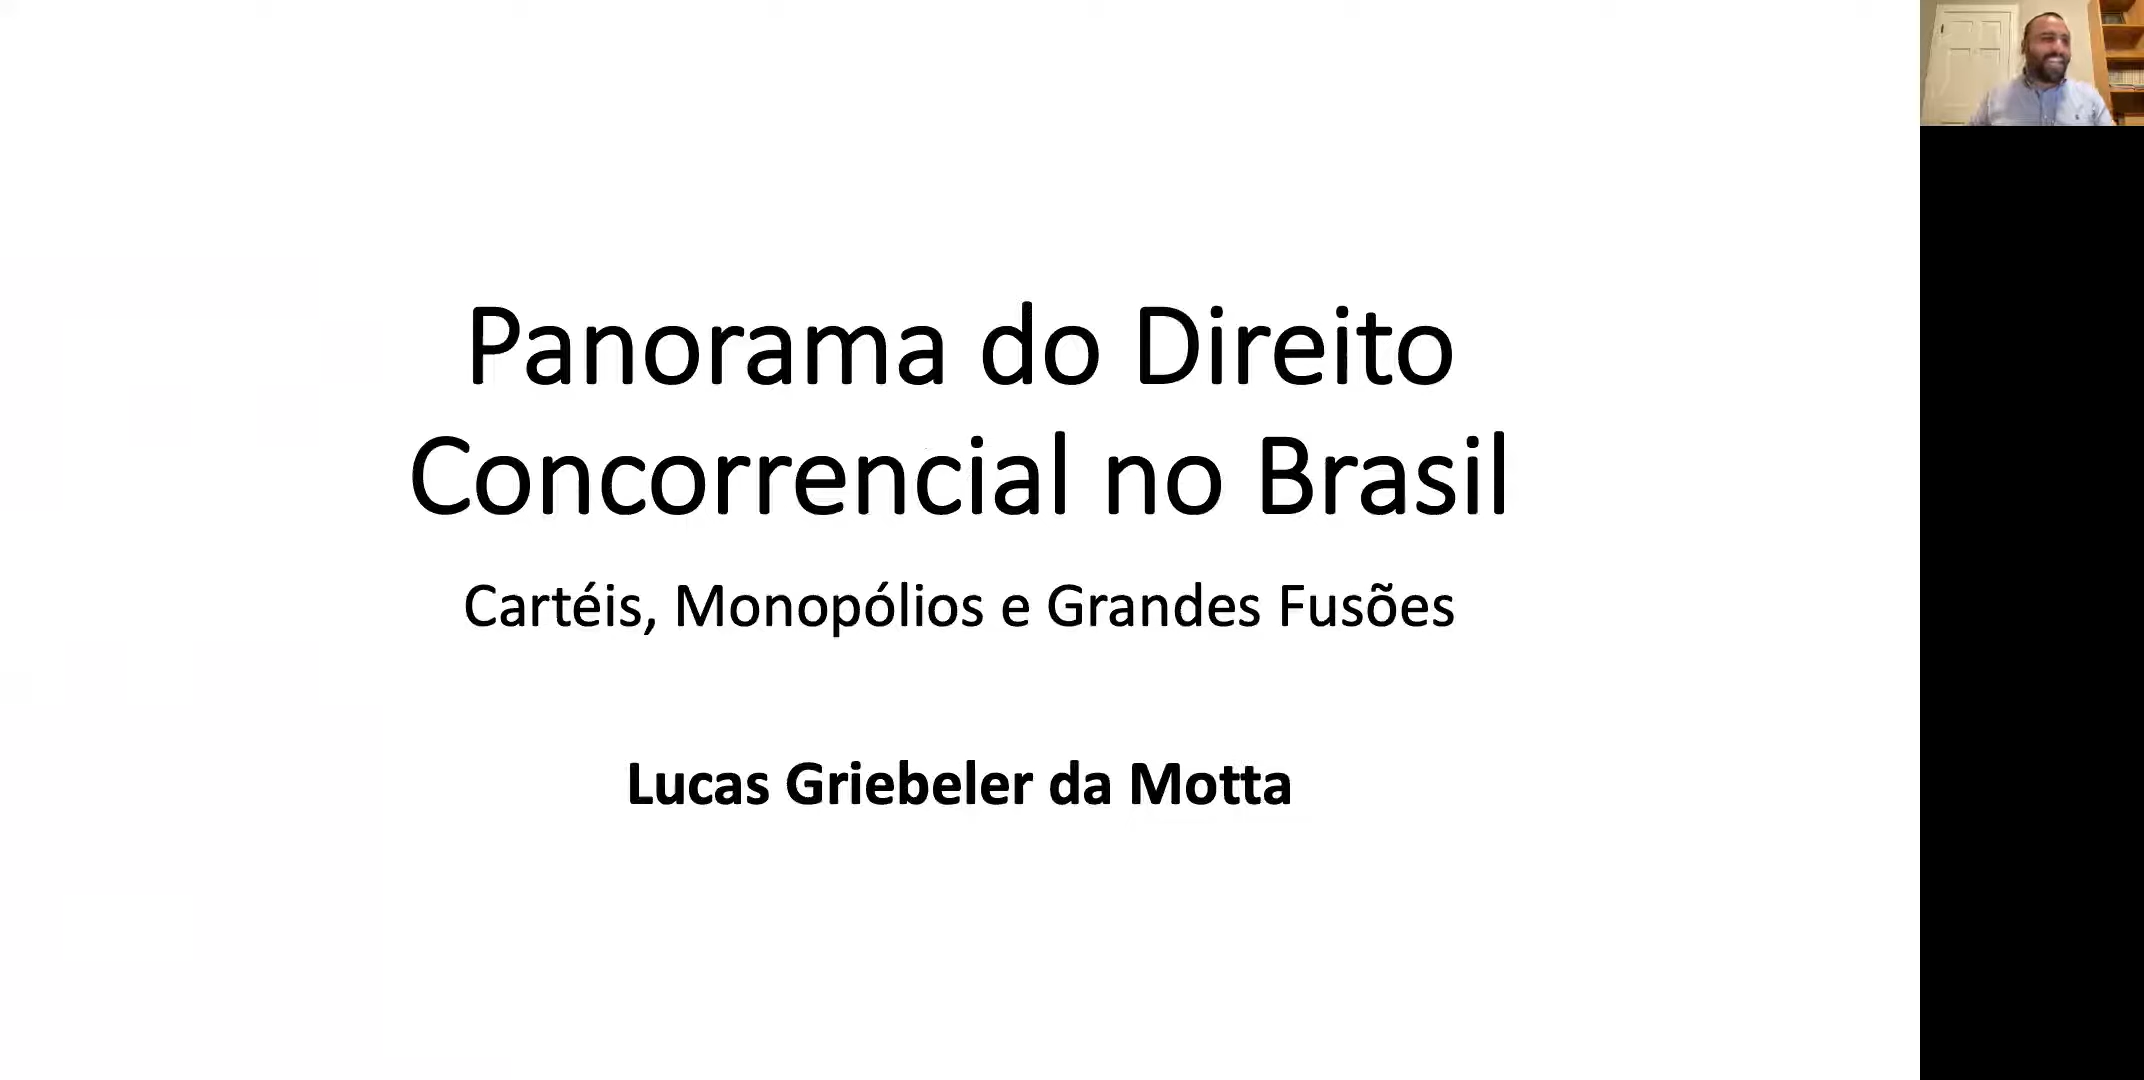 Panorama do Direito
Concorrencial no Brasil
Cartéis, Monopólios e Grandes Fusões
Lucas Griebeler da Motta